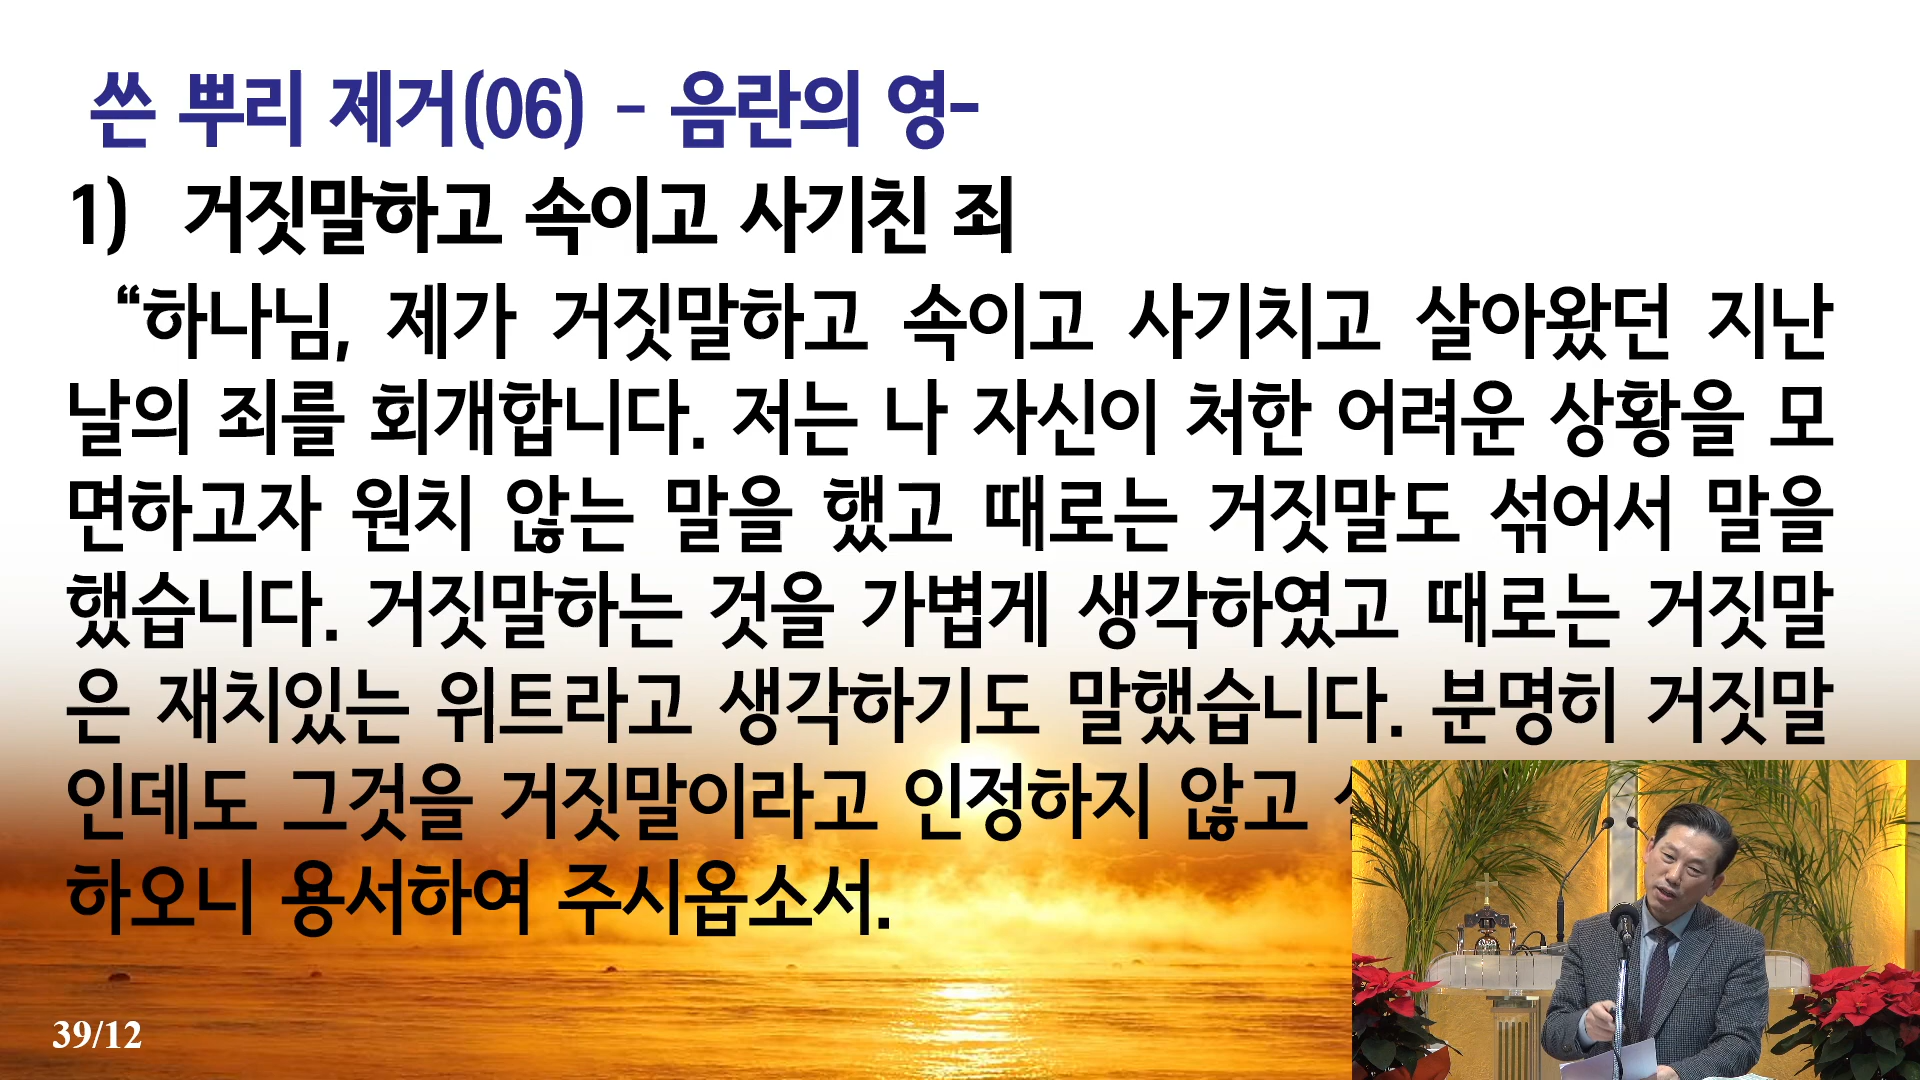 쓴 뿌리 제거(06) - 음란의 영-
1) 거짓말하고 속이고 사기친 죄
“하나님, 제가 거짓말하고 속이고 사기치고 살아왔던 지난
날의 죄를 회개합니다. 저는 나 자신이 처한 어려운 상황을 모
면하고자 원치 않는 말을 했고 때로는 거짓말도 섞어서 말을
했습니다. 거짓말하는 것을 가볍게 생각하였고 때로는 거짓말
은 재치있는 위트라고 생각하기도 말했습니다. 분명히 거짓말
인데도 그것을 거짓말이라고 인정하지 않고
하오니 용서하여 주시옵소서.
39/12